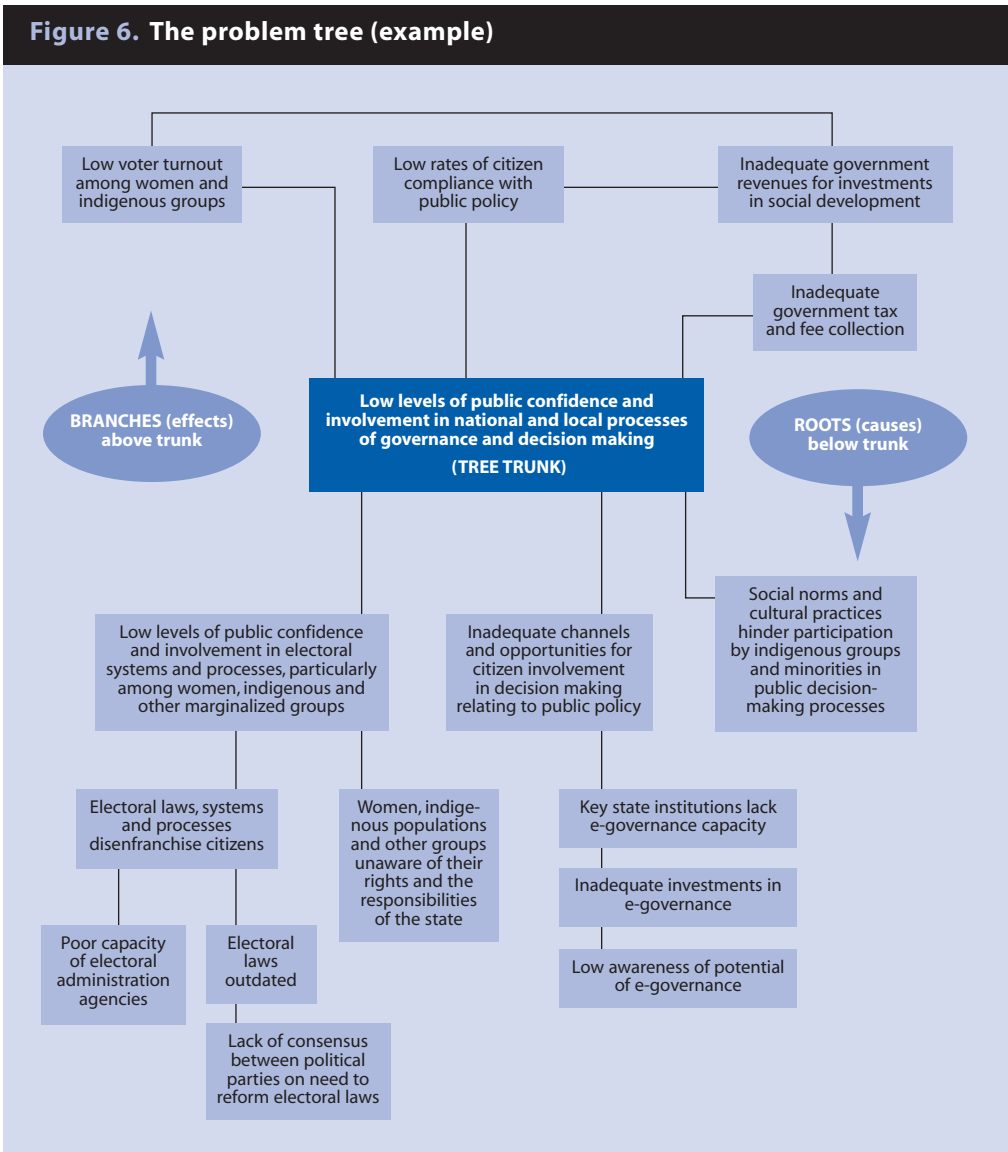 Figure 6. The problem tree (example)
Low voter turnout
among women and
indigenous groups
Low rates of citizen
compliance with
public policy
Inadequate government
revenues for investments
in social development
Inadequate
government tax
and fee collection
BRANCHES (effects)
above trunk
Low levels of public confidence and
involvement in national and local processes
of governance and decision making
(TREE TRUNK)
ROOTS (causes)
below trunk
Low levels of public confidence
and involvement in electoral
systems and processes, particularly
among women, indigenous and
other marginalized groups
Inadequate channels
and opportunities for
citizen involvement
in decision making
relating to public policy
Social norms and
cultural practices
hinder participation
by indigenous groups
and minorities in
public decision-
making processes
Electoral laws, systems
and processes
disenfranchise citizens
Women, indige-
nous populations
and other groups
unaware of their
rights and the
responsibilities
of the state
Key state institutions lack
e-governance capacity
Inadequate investments in
e-governance
Low awareness of potential
of e-governance
Poor capacity
of electoral
administration
agencies
Electoral
laws
outdated
Lack of consensus
between political
parties on need to
reform electoral laws